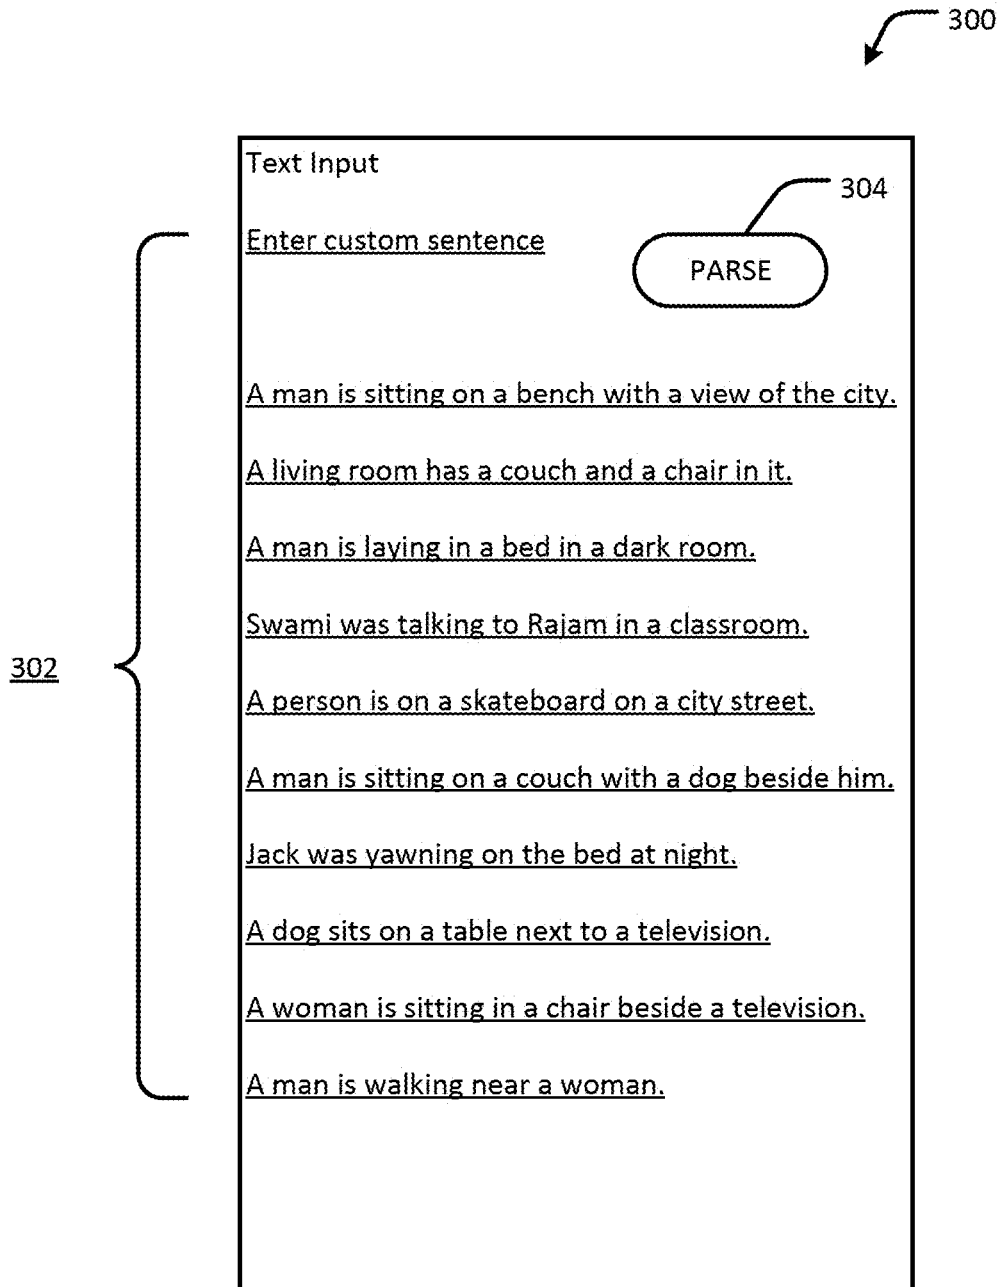 300
Text Input
304
Enter custom sentence
PARSE
A man is sitting on a bench with a view of the city.
A living room has a couch and a chair in it.
A man is laying in a bed in a dark room.
Swami was talking to Rajam in a classroom.
302
A person is on a skateboard on a city street.
A man is sitting on a couch with a dog beside him.
Jack was yawning on the bed at night.
A dog sits on a table next to a television.
A woman is sitting in a chair beside a television.
A man is walking near a woman.